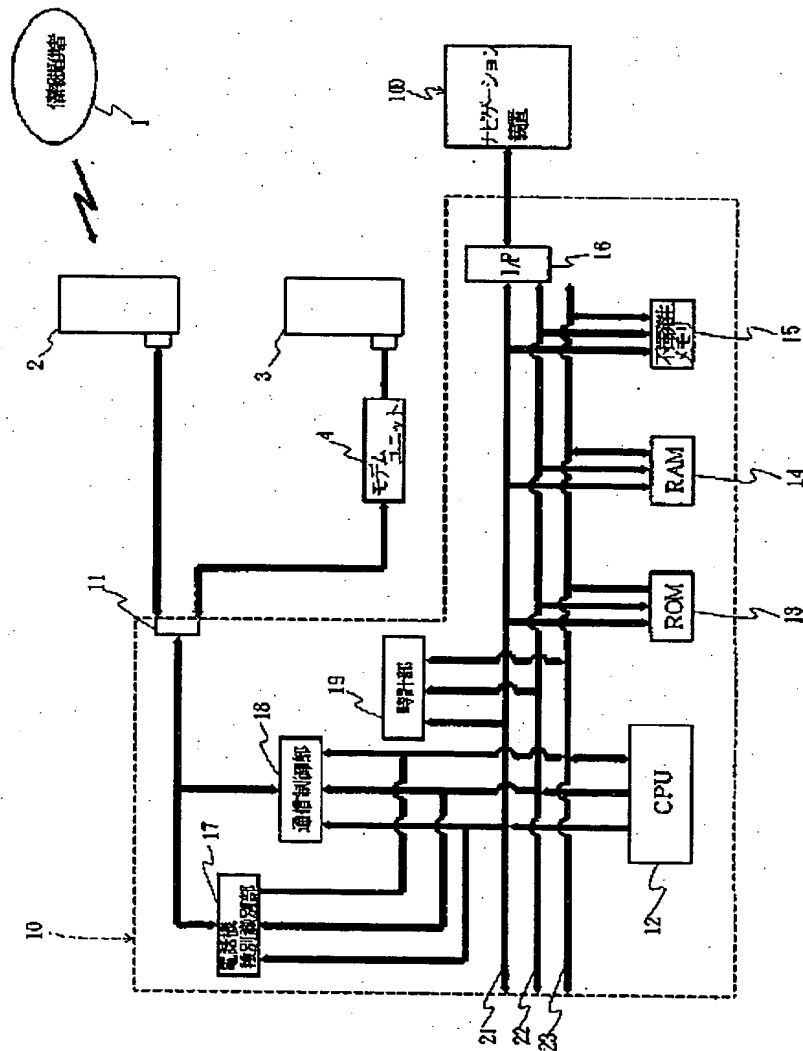 情報提供者
1
2
3
4
モデム
ユニット
100
ナビゲーション
装置
I/F
16
11
10
17
電話機
種別識別部
18
通信制御部
19
時計部
不揮発性
メモリ
15
RAM
14
ROM
13
CPU
12
21
22
23